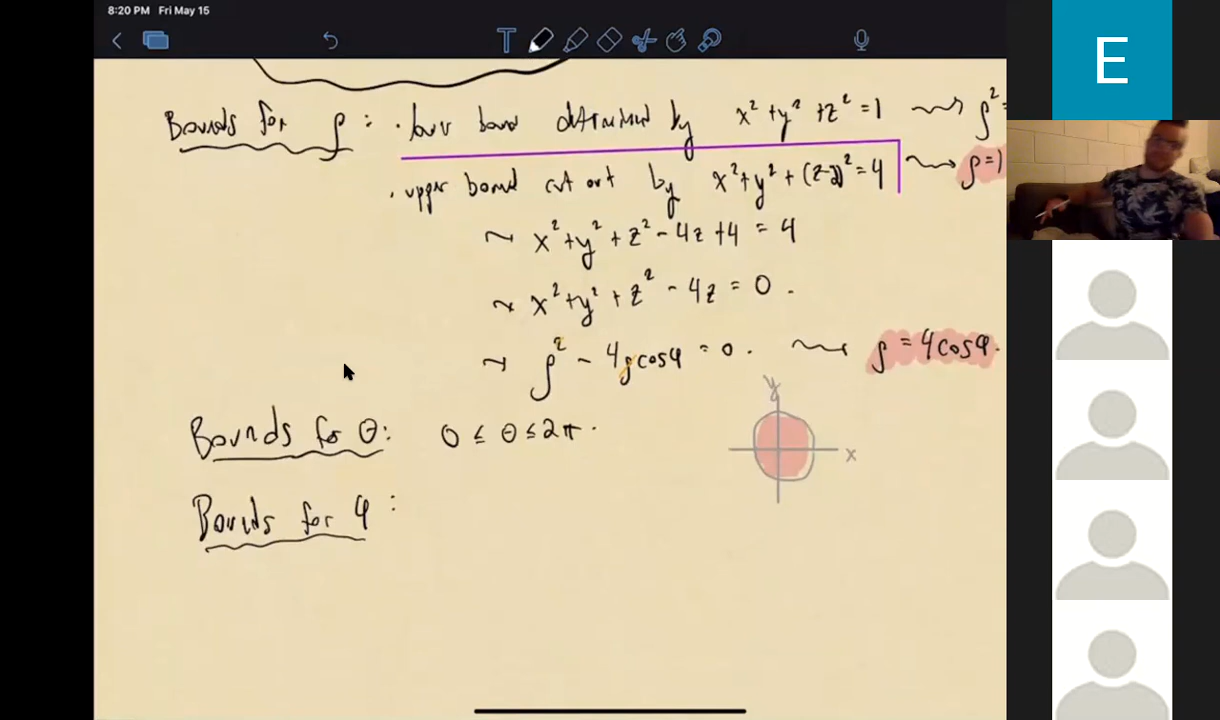 8:20 PM Fri May 15
E
Bounds for ρ: · lower bound determined by x² + y² + z² = 1 ⟿ ρ² =
· upper bound cut out by x² + y² + (z-2)² = 4 ⟿ ρ = 1
~ x² + y² + z² - 4z + 4 = 4
~ x² + y² + z² - 4z = 0.
~ ρ² - 4ρcosφ = 0. ⟿ ρ = 4cosφ.
y
Bounds for θ: 0 ≤ θ ≤ 2π.
x
Bounds for φ: